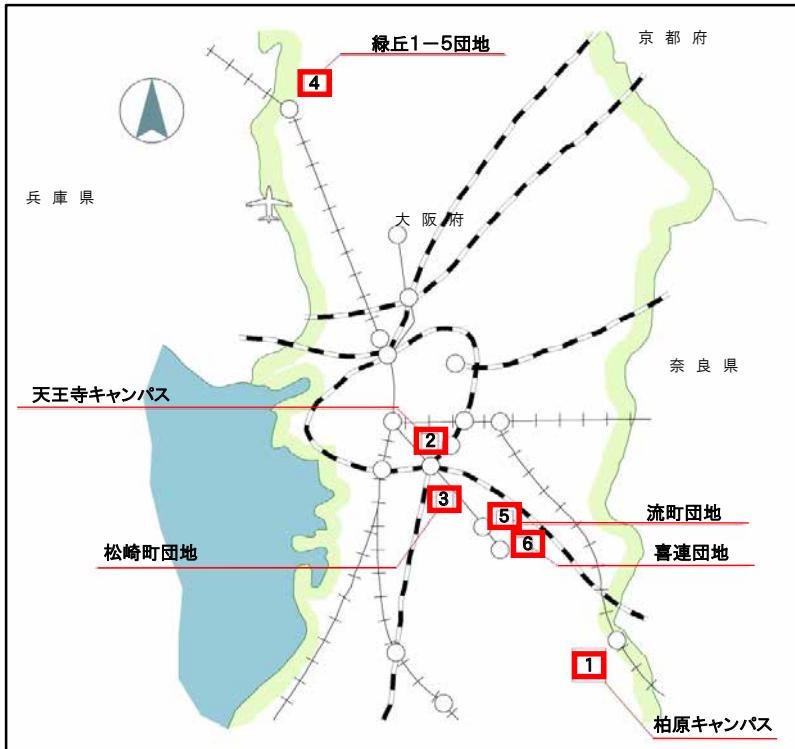 緑丘1－5団地
京都府
4
兵庫県
大阪府
奈良県
天王寺キャンパス
2
3
5
流町団地
松崎町団地
6
喜連団地
1
柏原キャンパス